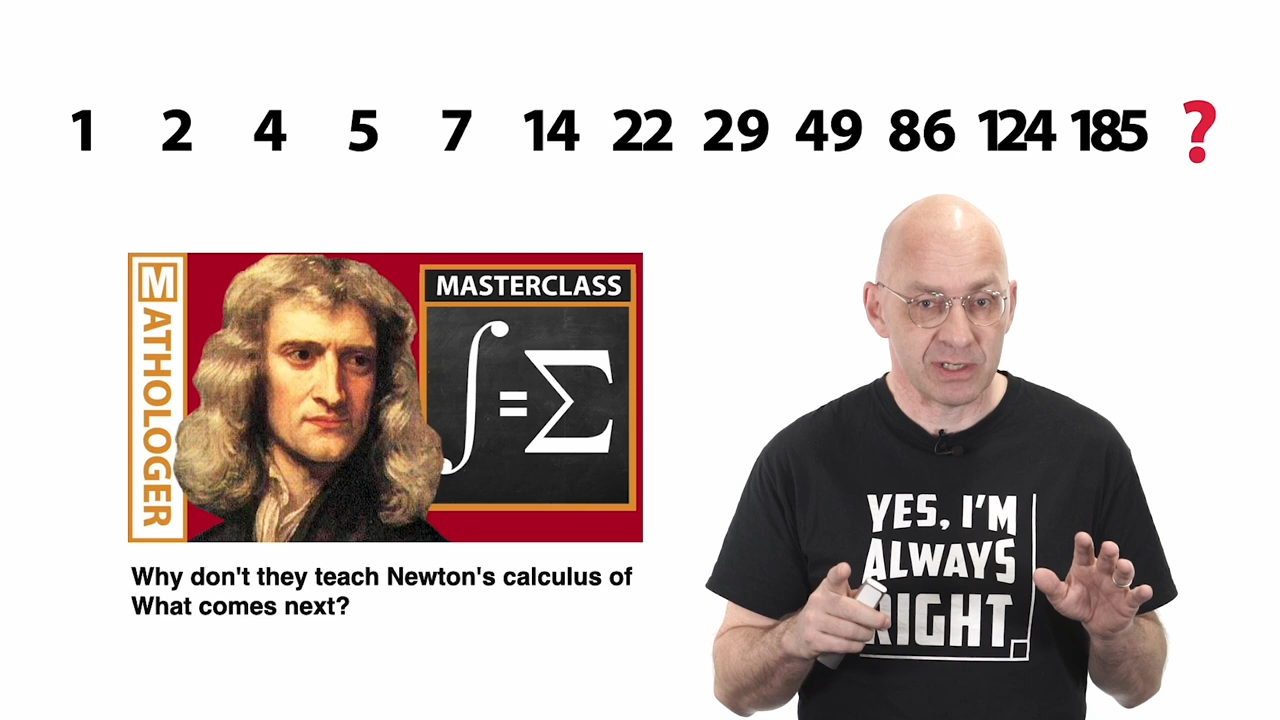 1 2 4 5 7 14 22 29 49 86 124 185 ?
MATHOLOGER
MASTERCLASS
∫=Σ
Why don't they teach Newton's calculus of
What comes next?
YES, I'M
ALWAYS
RIGHT